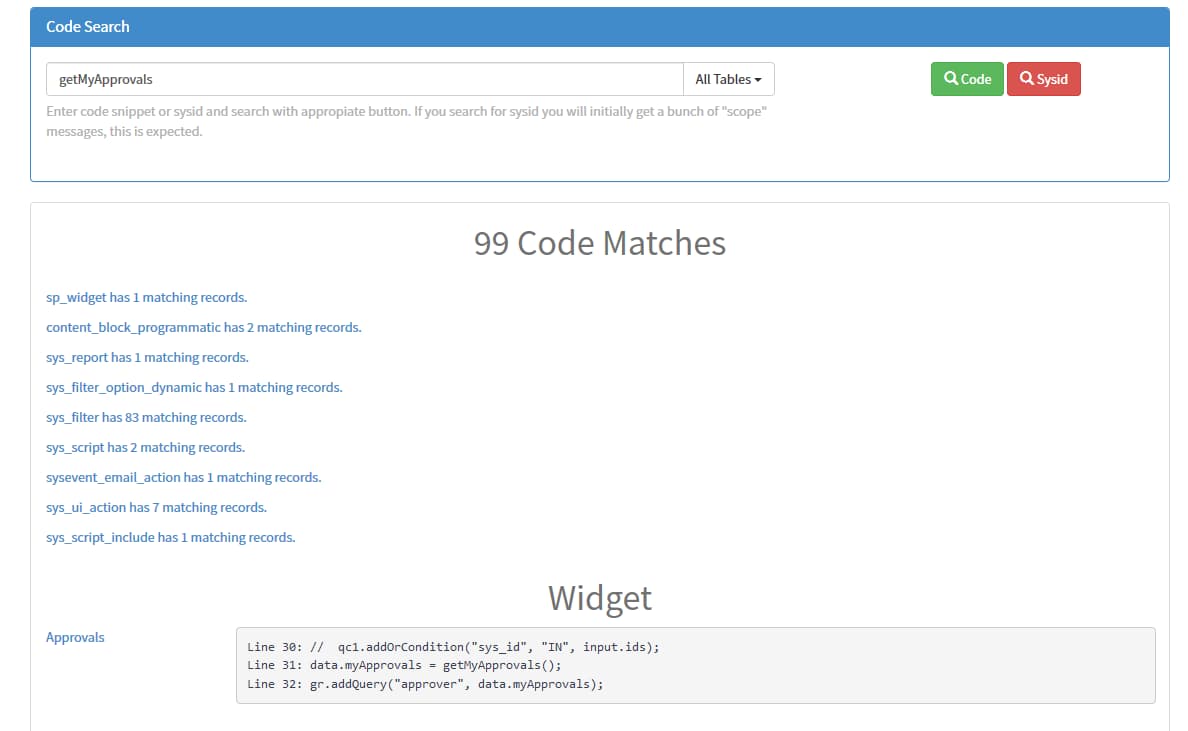 Code Search
getMyApprovals
All Tables
Code
Sysid
Enter code snippet or sysid and search with appropiate button. If you search for sysid you will initially get a bunch of "scope"
messages, this is expected.
99 Code Matches
sp_widget has 1 matching records.
content_block_programmatic has 2 matching records.
sys_report has 1 matching records.
sys_filter_option_dynamic has 1 matching records.
sys_filter has 83 matching records.
sys_script has 2 matching records.
sysevent_email_action has 1 matching records.
sys_ui_action has 7 matching records.
sys_script_include has 1 matching records.
Widget
Approvals
Line 30: //  qc1.addOrCondition("sys_id", "IN", input.ids);
Line 31: data.myApprovals = getMyApprovals();
Line 32: gr.addQuery("approver", data.myApprovals);